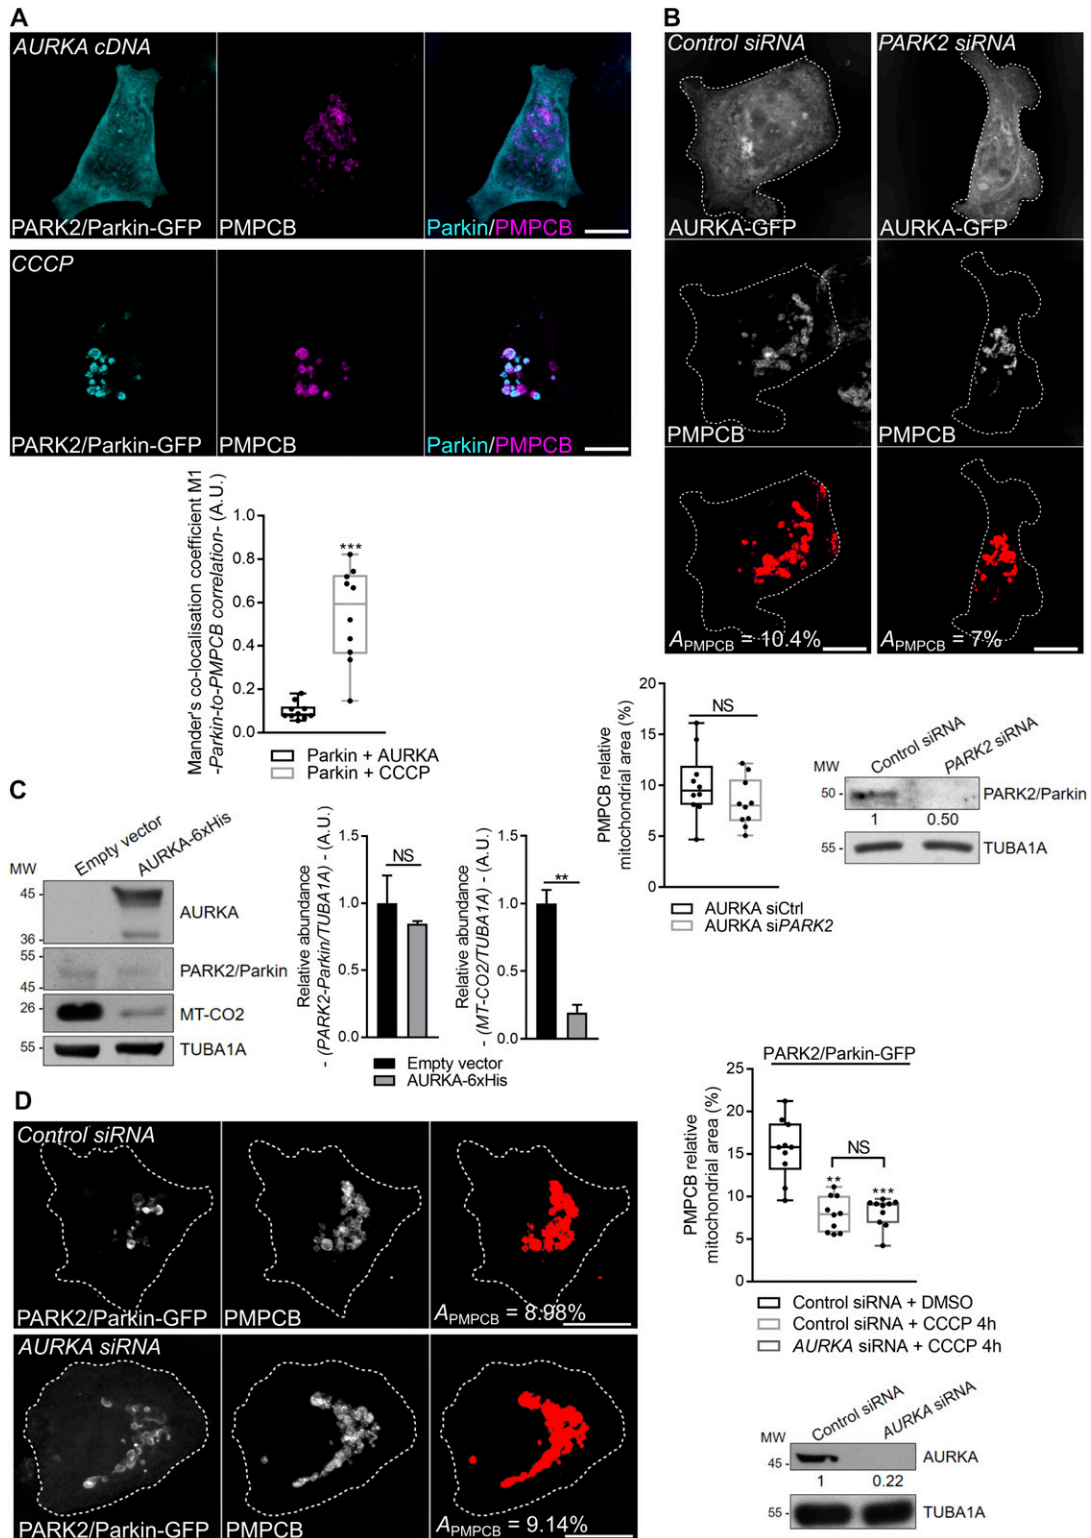 A
AURKA cDNA
PARK2/Parkin-GFP
PMPCB
Parkin/PMPCB
CCCP
PARK2/Parkin-GFP
PMPCB
Parkin/PMPCB
Mander's co-localisation coefficient M1
-Parkin-to-PMPCB correlation- (A.U.)
1.0
0.8
0.6
0.4
0.2
0.0
***
Parkin + AURKA
Parkin + CCCP
B
Control siRNA
PARK2 siRNA
AURKA-GFP
AURKA-GFP
PMPCB
PMPCB
APMPCB = 10.4%
APMPCB = 7%
PMPCB relative
mitochondrial area (%)
20
15
10
5
0
NS
AURKA siCtrl
AURKA siPARK2
Control siRNA
PARK2 siRNA
MW
50
PARK2/Parkin
1
0.50
55
TUBA1A
C
Empty vector
AURKA-6xHis
MW
45
36
AURKA
55
45
PARK2/Parkin
26
MT-CO2
55
TUBA1A
Relative abundance
- (PARK2-Parkin/TUBA1A) - (A.U.)
1.5
1.0
0.5
0.0
NS
Relative abundance
- (MT-CO2/TUBA1A) - (A.U.)
1.5
1.0
0.5
0.0
**
Empty vector
AURKA-6xHis
D
Control siRNA
PARK2/Parkin-GFP
PMPCB
APMPCB = 8.98%
AURKA siRNA
PARK2/Parkin-GFP
PMPCB
APMPCB = 9.14%
PARK2/Parkin-GFP
PMPCB relative
mitochondrial area (%)
25
20
15
10
5
0
NS
**
***
Control siRNA + DMSO
Control siRNA + CCCP 4h
AURKA siRNA + CCCP 4h
Control siRNA
AURKA siRNA
MW
45
AURKA
1
0.22
55
TUBA1A